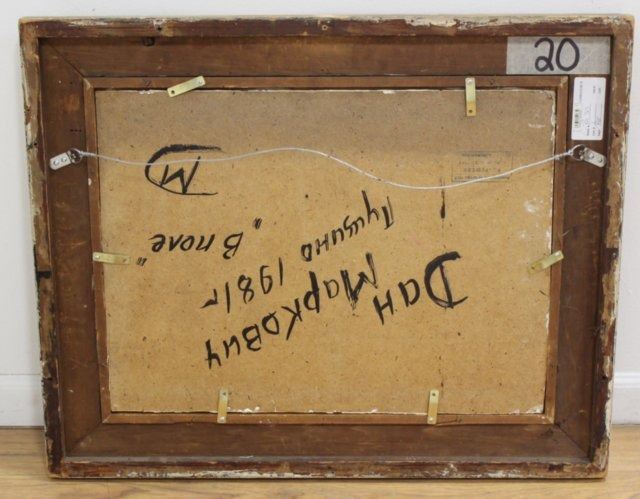 20
М
Дан
Маркович
Пущино 1981г
„В поле"